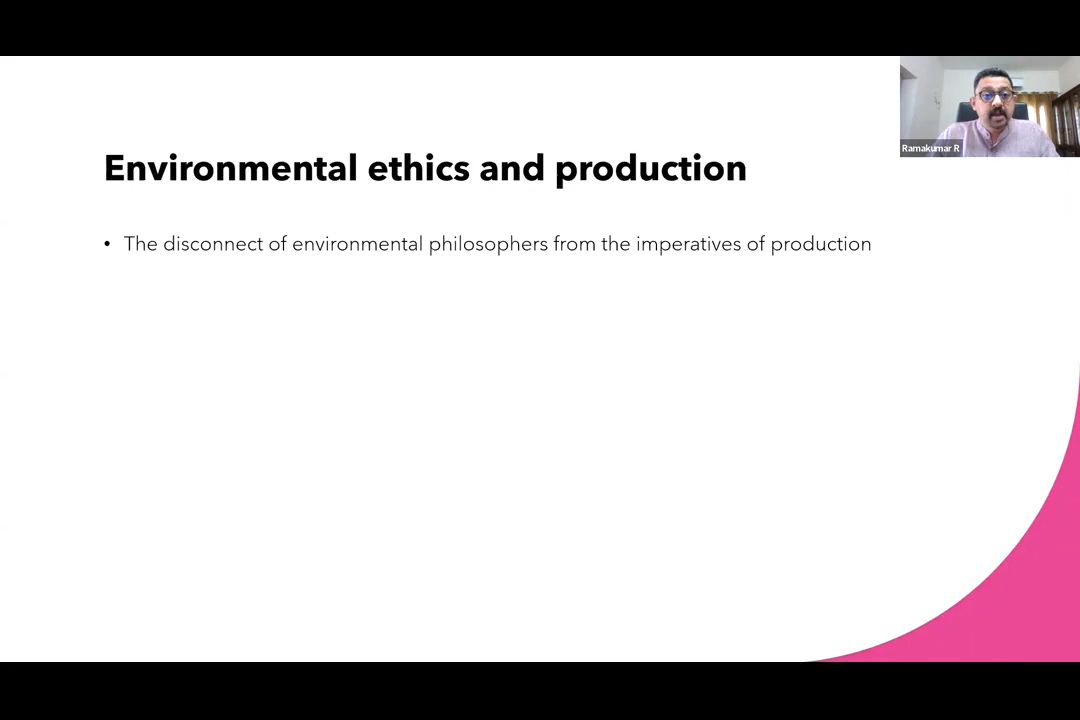 Environmental ethics and production
• The disconnect of environmental philosophers from the imperatives of production
Ramakumar R